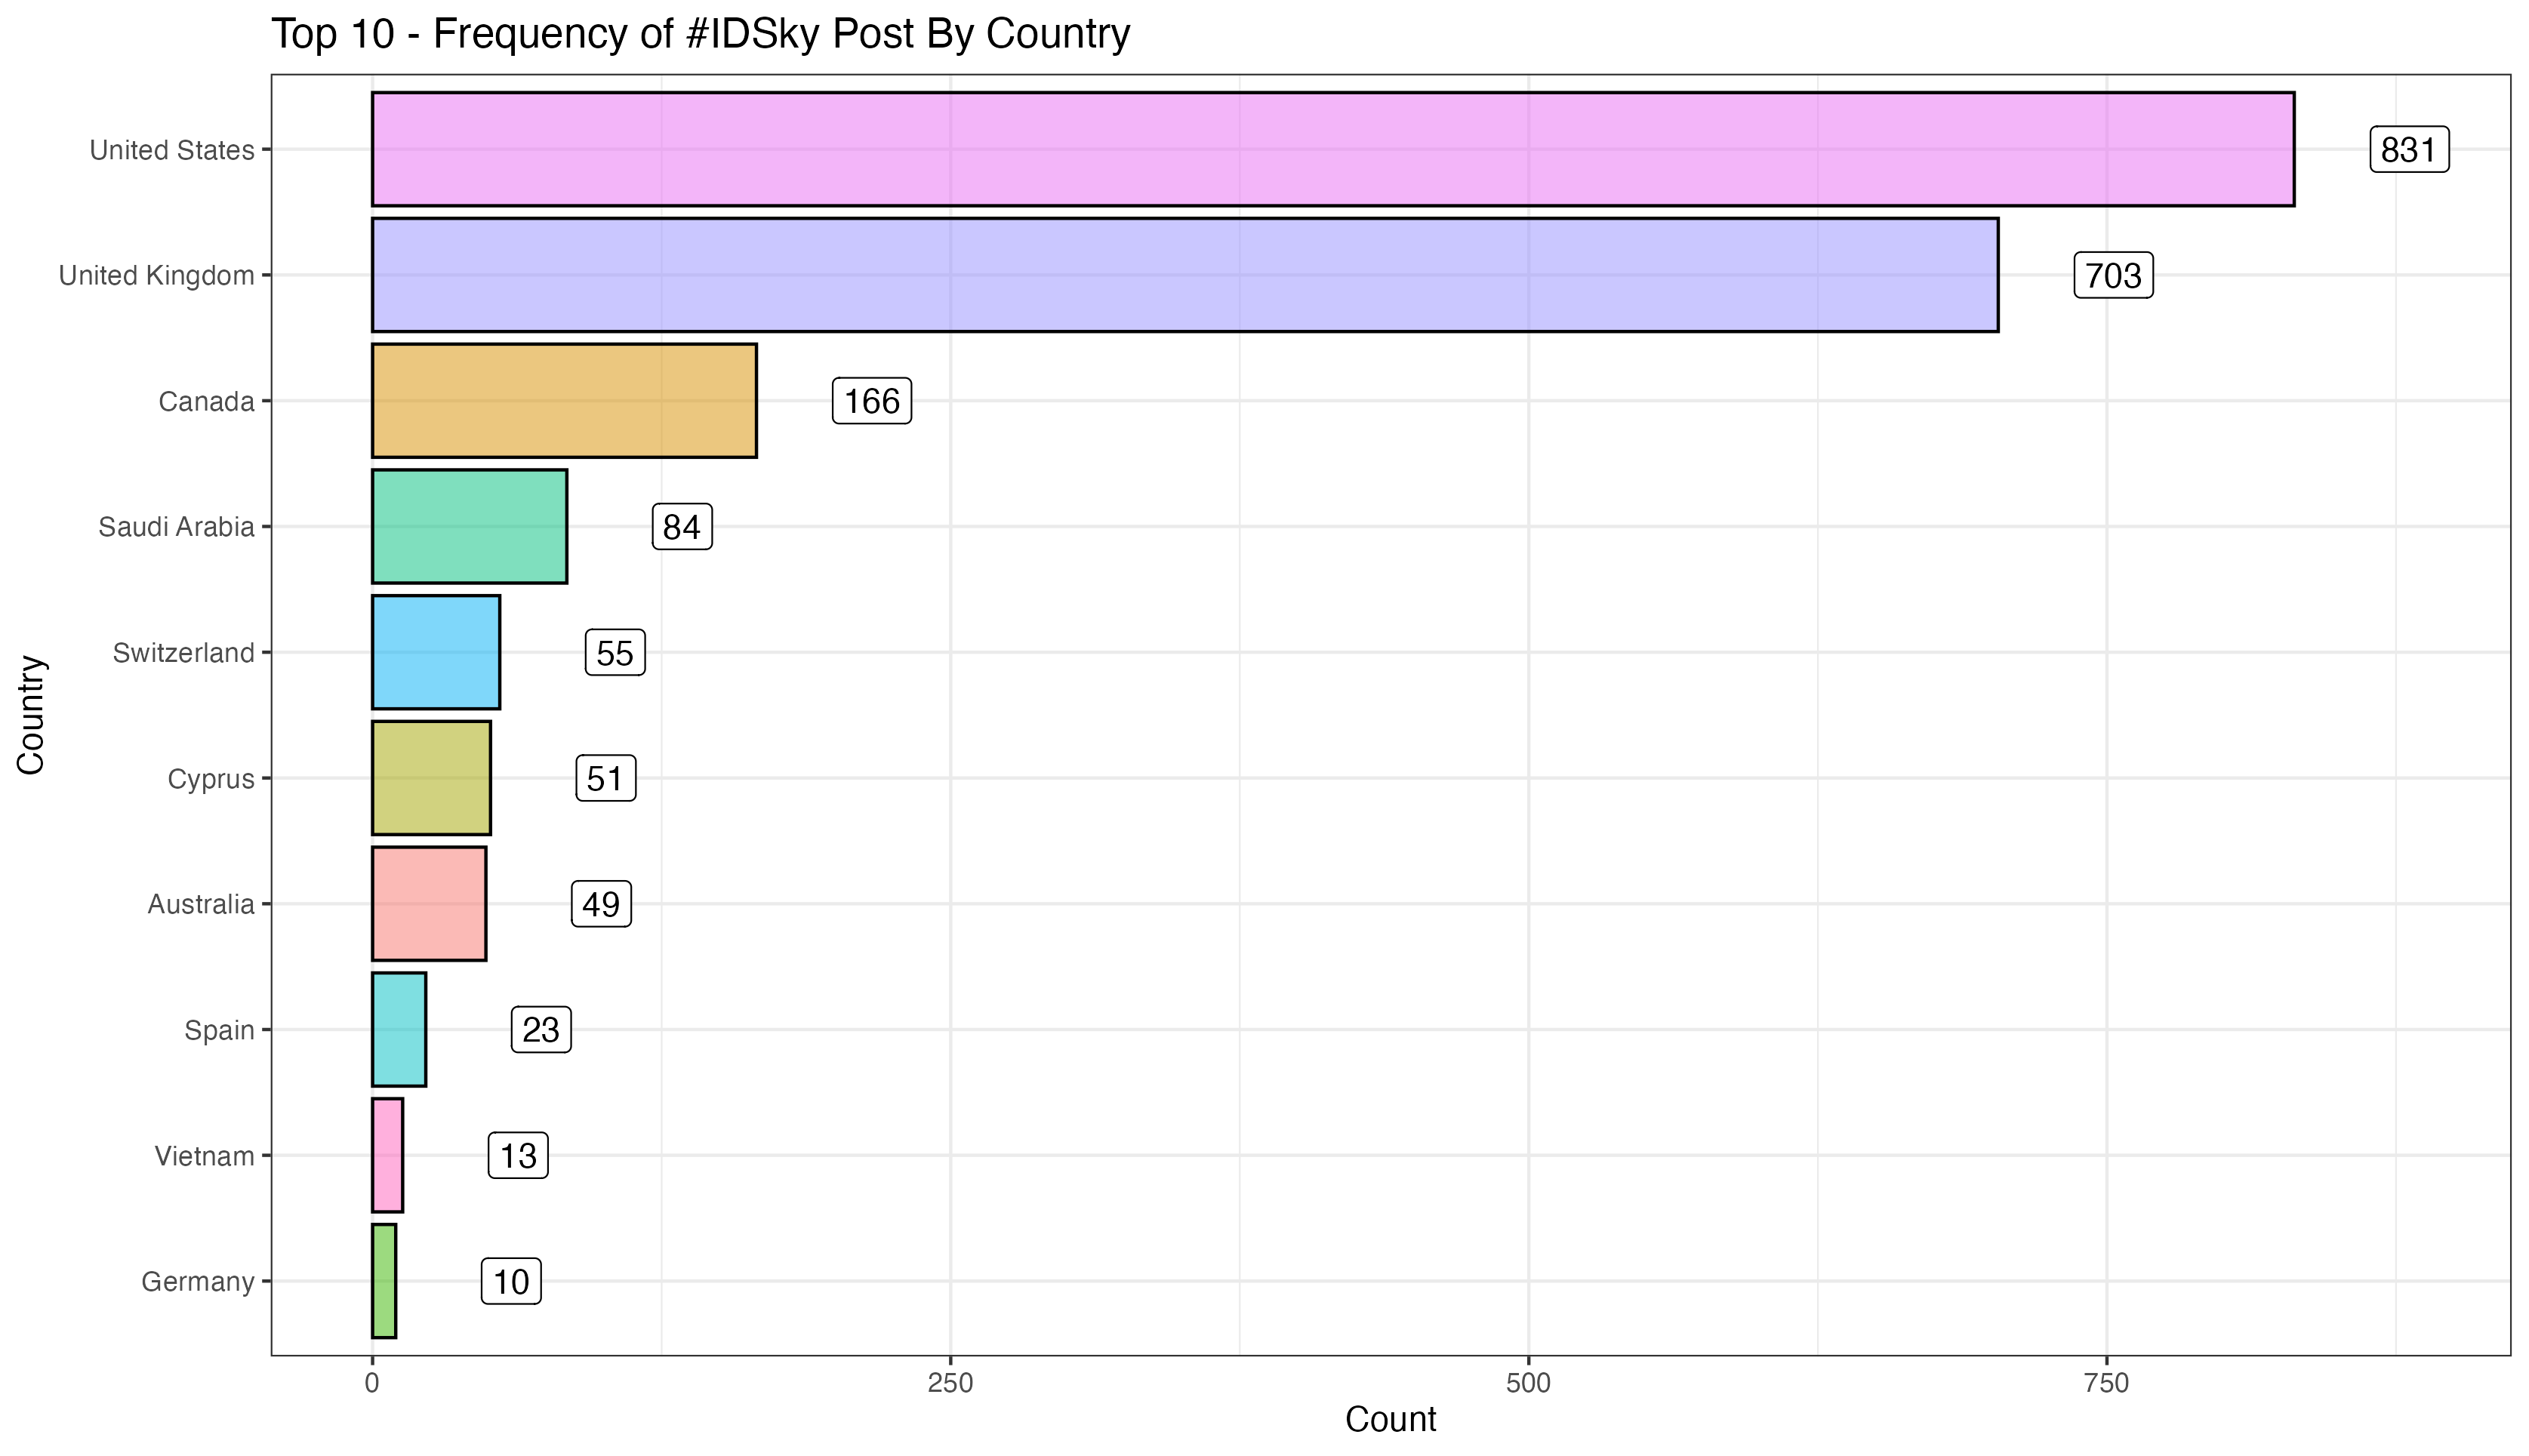 Top 10 - Frequency of #IDSky Post By Country
United States 831
United Kingdom 703
Canada 166
Saudi Arabia 84
Switzerland 55
Cyprus 51
Australia 49
Spain 23
Vietnam 13
Germany 10
Country
0 250 500 750
Count